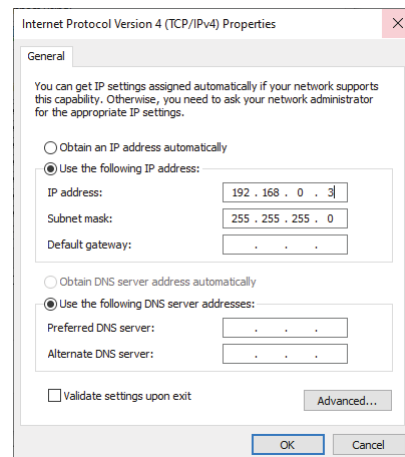 Internet Protocol Version 4 (TCP/IPv4) Properties
General
You can get IP settings assigned automatically if your network supports
this capability. Otherwise, you need to ask your network administrator
for the appropriate IP settings.
Obtain an IP address automatically
Use the following IP address:
IP address: 192 . 168 . 0 . 3
Subnet mask: 255 . 255 . 255 . 0
Default gateway: . . .
Obtain DNS server address automatically
Use the following DNS server addresses:
Preferred DNS server: . . .
Alternate DNS server: . . .
Validate settings upon exit
Advanced...
OK Cancel